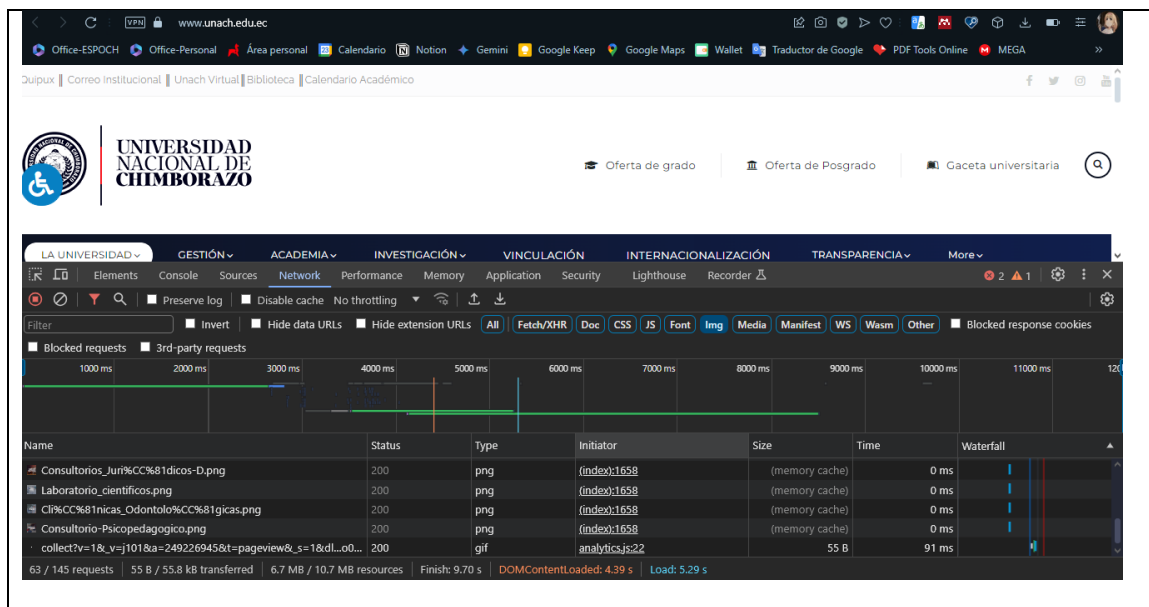 VPN www.unach.edu.ec
Office-ESPOCH Office-Personal Área personal Calendario Notion Gemini Google Keep Google Maps Wallet Traductor de Google PDF Tools Online MEGA »
Quipux Correo Institucional Unach Virtual Biblioteca Calendario Académico
UNIVERSIDAD
NACIONAL DE
CHIMBORAZO
Oferta de grado Oferta de Posgrado Gaceta universitaria
LA UNIVERSIDAD GESTIÓN ACADEMIA INVESTIGACIÓN VINCULACIÓN INTERNACIONALIZACIÓN TRANSPARENCIA More
Elements Console Sources Network Performance Memory Application Security Lighthouse Recorder 2 1
Preserve log Disable cache No throttling
Filter Invert Hide data URLs Hide extension URLs All Fetch/XHR Doc CSS JS Font Img Media Manifest WS Wasm Other Blocked response cookies
Blocked requests 3rd-party requests
1000 ms 2000 ms 3000 ms 4000 ms 5000 ms 6000 ms 7000 ms 8000 ms 9000 ms 10000 ms 11000 ms
Name Status Type Initiator Size Time Waterfall
Consultorios_Juri%CC%81dicos-D.png 200 png (index):1658 (memory cache) 0 ms
Laboratorio_cientificos.png 200 png (index):1658 (memory cache) 0 ms
Cli%CC%81nicas_Odontolo%CC%81gicas.png 200 png (index):1658 (memory cache) 0 ms
Consultorio-Psicopedagogico.png 200 png (index):1658 (memory cache) 0 ms
collect?v=1&_v=j101&a=249226945&t=pageview&_s=1&dl...o0... 200 gif analytics.js:22 55 B 91 ms
63 / 145 requests 55 B / 55.8 kB transferred 6.7 MB / 10.7 MB resources Finish: 9.70 s DOMContentLoaded: 4.39 s Load: 5.29 s